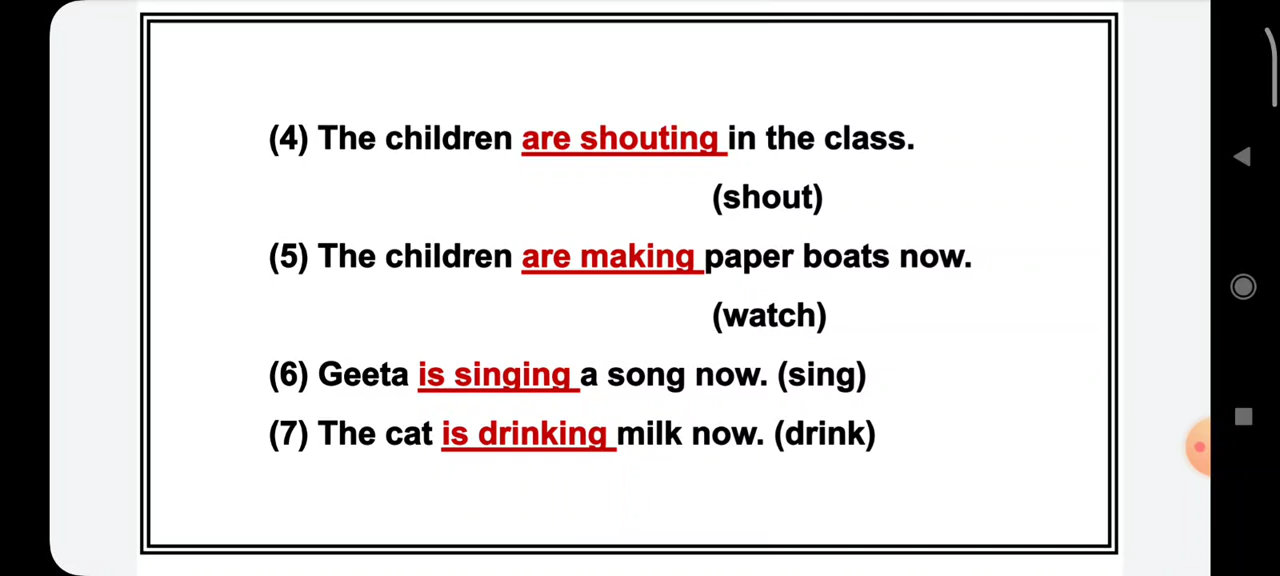 (4) The children are shouting in the class.
(shout)
(5) The children are making paper boats now.
(watch)
(6) Geeta is singing a song now. (sing)
(7) The cat is drinking milk now. (drink)